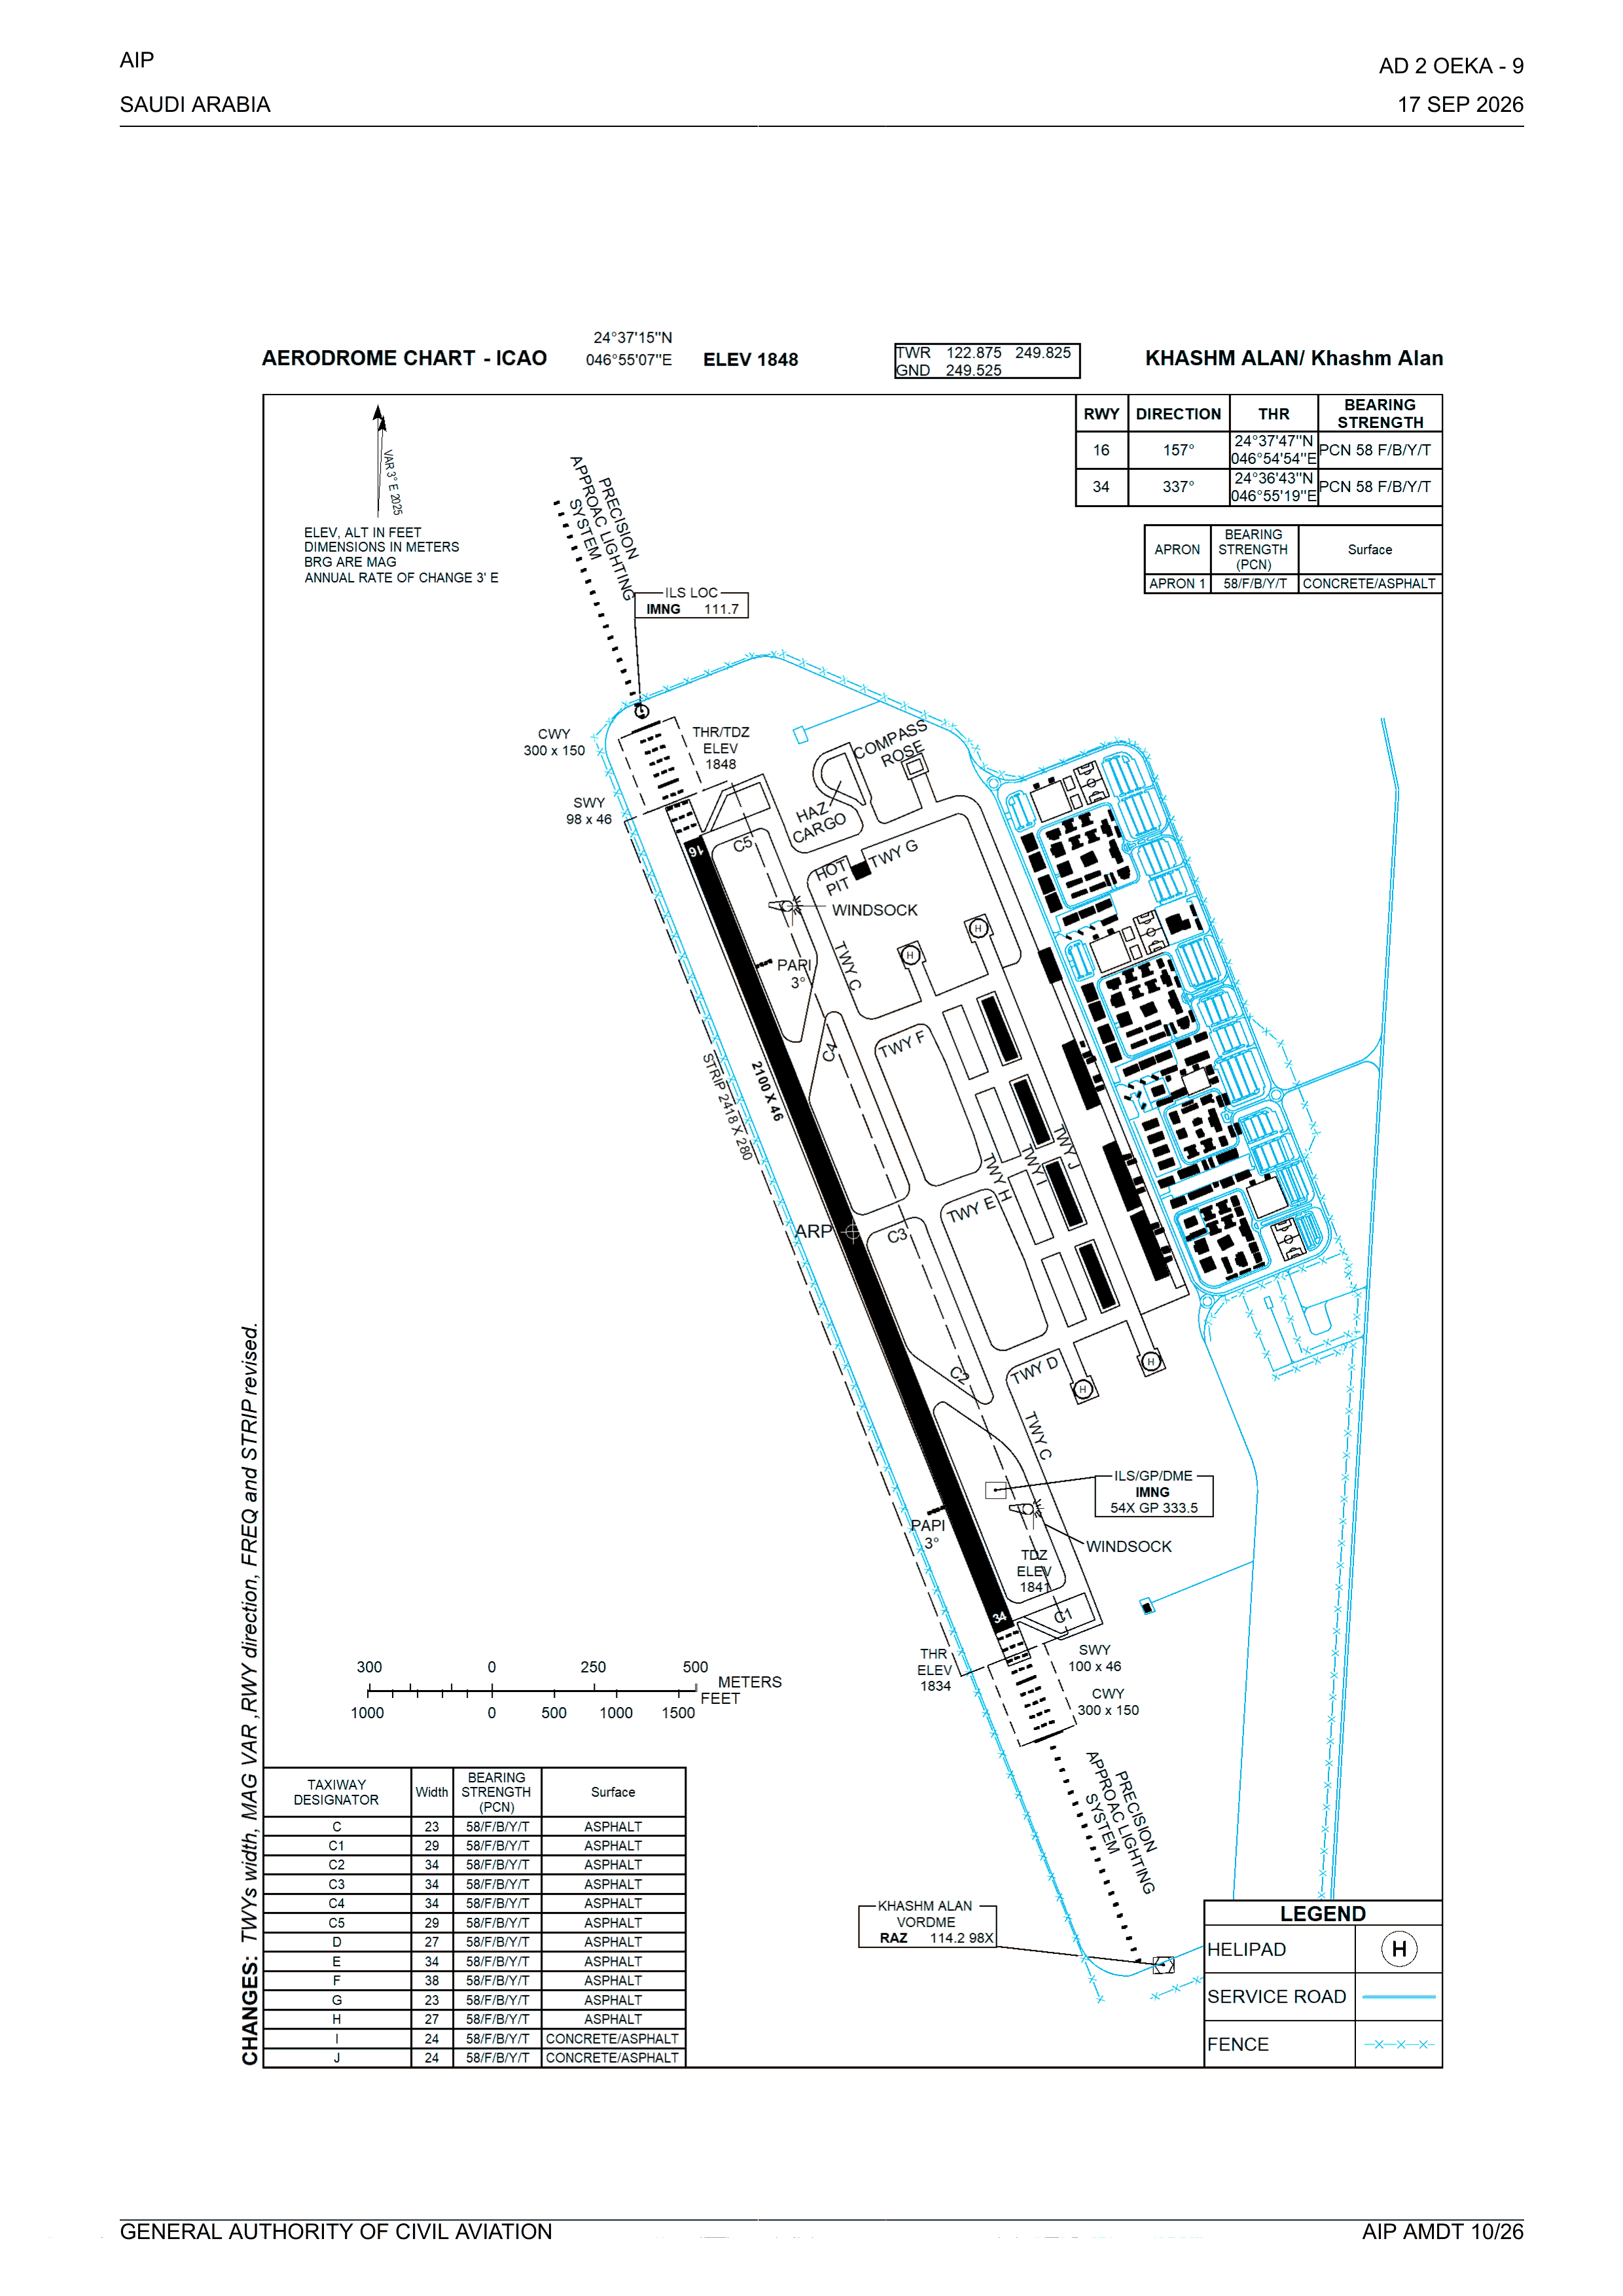 AIP
AD 2 OEKA - 9
SAUDI ARABIA
17 SEP 2026
AERODROME CHART - ICAO
24°37'15"N
046°55'07"E
ELEV 1848
TWR 122.875 249.825
GND 249.525
KHASHM ALAN/ Khashm Alan
RWY DIRECTION THR BEARING STRENGTH
16 157° 24°37'47"N 046°54'54"E PCN 58 F/B/Y/T
34 337° 24°36'43"N 046°55'19"E PCN 58 F/B/Y/T
APRON BEARING STRENGTH (PCN) Surface
APRON 1 58/F/B/Y/T CONCRETE/ASPHALT
VAR 3° E 2025
ELEV, ALT IN FEET
DIMENSIONS IN METERS
BRG ARE MAG
ANNUAL RATE OF CHANGE 3' E
PRECISION
APPROAC LIGHTING
SYSTEM
ILS LOC
IMNG 111.7
CWY
300 x 150
THR/TDZ
ELEV
1848
SWY
98 x 46
COMPASS
ROSE
HAZ
CARGO
C5
16
HOT
PIT
TWY G
WINDSOCK
H
H
TWY C
PAPI
3°
C4
TWY F
STRIP 2418 X 280
2100 X 46
TWY H
TWY I
TWY J
TWY E
ARP
C3
C2
TWY D
H
H
TWY C
ILS/GP/DME
IMNG
54X GP 333.5
PAPI
3°
WINDSOCK
TDZ
ELEV
1841
34
C1
THR
ELEV
1834
SWY
100 x 46
CWY
300 x 150
300 0 250 500
METERS
FEET
1000 0 500 1000 1500
PRECISION
APPROAC LIGHTING
SYSTEM
KHASHM ALAN
VORDME
RAZ 114.2 98X
TAXIWAY DESIGNATOR Width BEARING STRENGTH (PCN) Surface
C 23 58/F/B/Y/T ASPHALT
C1 29 58/F/B/Y/T ASPHALT
C2 34 58/F/B/Y/T ASPHALT
C3 34 58/F/B/Y/T ASPHALT
C4 34 58/F/B/Y/T ASPHALT
C5 29 58/F/B/Y/T ASPHALT
D 27 58/F/B/Y/T ASPHALT
E 34 58/F/B/Y/T ASPHALT
F 38 58/F/B/Y/T ASPHALT
G 23 58/F/B/Y/T ASPHALT
H 27 58/F/B/Y/T ASPHALT
I 24 58/F/B/Y/T CONCRETE/ASPHALT
J 24 58/F/B/Y/T CONCRETE/ASPHALT
LEGEND
HELIPAD H
SERVICE ROAD
FENCE
CHANGES: TWYs width, MAG VAR ,RWY direction, FREQ and STRIP revised.
GENERAL AUTHORITY OF CIVIL AVIATION
AIP AMDT 10/26